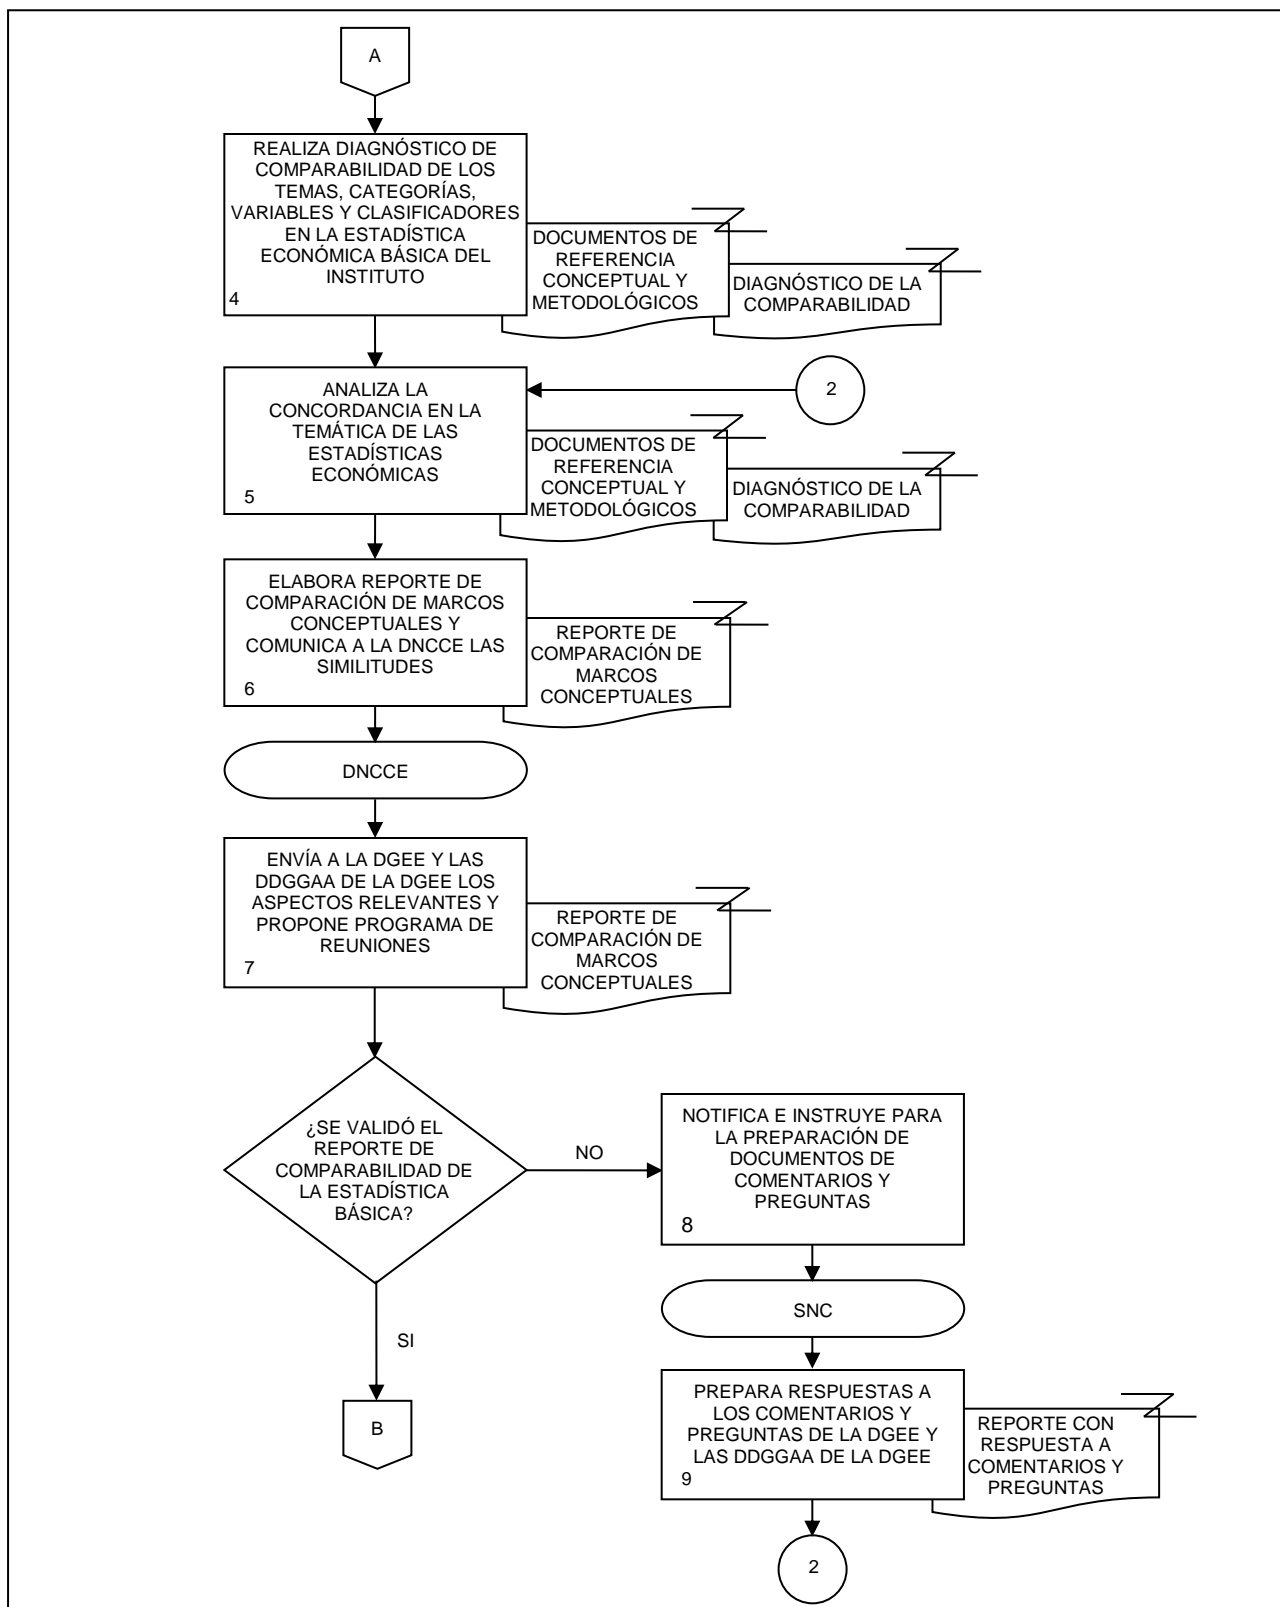 A
REALIZA DIAGNÓSTICO DE
COMPARABILIDAD DE LOS
TEMAS, CATEGORÍAS,
VARIABLES Y CLASIFICADORES
EN LA ESTADÍSTICA
ECONÓMICA BÁSICA DEL
INSTITUTO
4
DOCUMENTOS DE
REFERENCIA
CONCEPTUAL Y
METODOLÓGICOS
DIAGNÓSTICO DE LA
COMPARABILIDAD
2
ANALIZA LA
CONCORDANCIA EN LA
TEMÁTICA DE LAS
ESTADÍSTICAS
ECONÓMICAS
5
DOCUMENTOS DE
REFERENCIA
CONCEPTUAL Y
METODOLÓGICOS
DIAGNÓSTICO DE LA
COMPARABILIDAD
ELABORA REPORTE DE
COMPARACIÓN DE MARCOS
CONCEPTUALES Y
COMUNICA A LA DNCCE LAS
SIMILITUDES
6
REPORTE DE
COMPARACIÓN DE
MARCOS
CONCEPTUALES
DNCCE
ENVÍA A LA DGEE Y LAS
DDGGAA DE LA DGEE LOS
ASPECTOS RELEVANTES Y
PROPONE PROGRAMA DE
REUNIONES
7
REPORTE DE
COMPARACIÓN DE
MARCOS
CONCEPTUALES
¿SE VALIDÓ EL
REPORTE DE
COMPARABILIDAD DE
LA ESTADÍSTICA
BÁSICA?
NO
SI
B
NOTIFICA E INSTRUYE PARA
LA PREPARACIÓN DE
DOCUMENTOS DE
COMENTARIOS Y
PREGUNTAS
8
SNC
PREPARA RESPUESTAS A
LOS COMENTARIOS Y
PREGUNTAS DE LA DGEE Y
LAS DDGGAA DE LA DGEE
9
REPORTE CON
RESPUESTA A
COMENTARIOS Y
PREGUNTAS
2